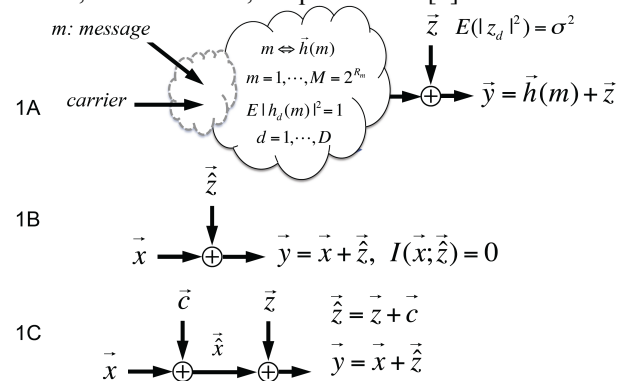 m: message
m ⇔ h⃗(m)
m = 1,⋯,M = 2^{R_m}
E | h_d(m) |² = 1
d = 1,⋯, D
z⃗ E(| z_d |²) = σ²
1A
carrier
y⃗ = h⃗(m) + z⃗
ẑ⃗
1B
x⃗
y⃗ = x⃗ + ẑ⃗, I(x⃗; ẑ⃗) = 0
c⃗
z⃗
ẑ⃗ = z⃗ + c⃗
1C
x̂⃗
x⃗
y⃗ = x⃗ + ẑ⃗